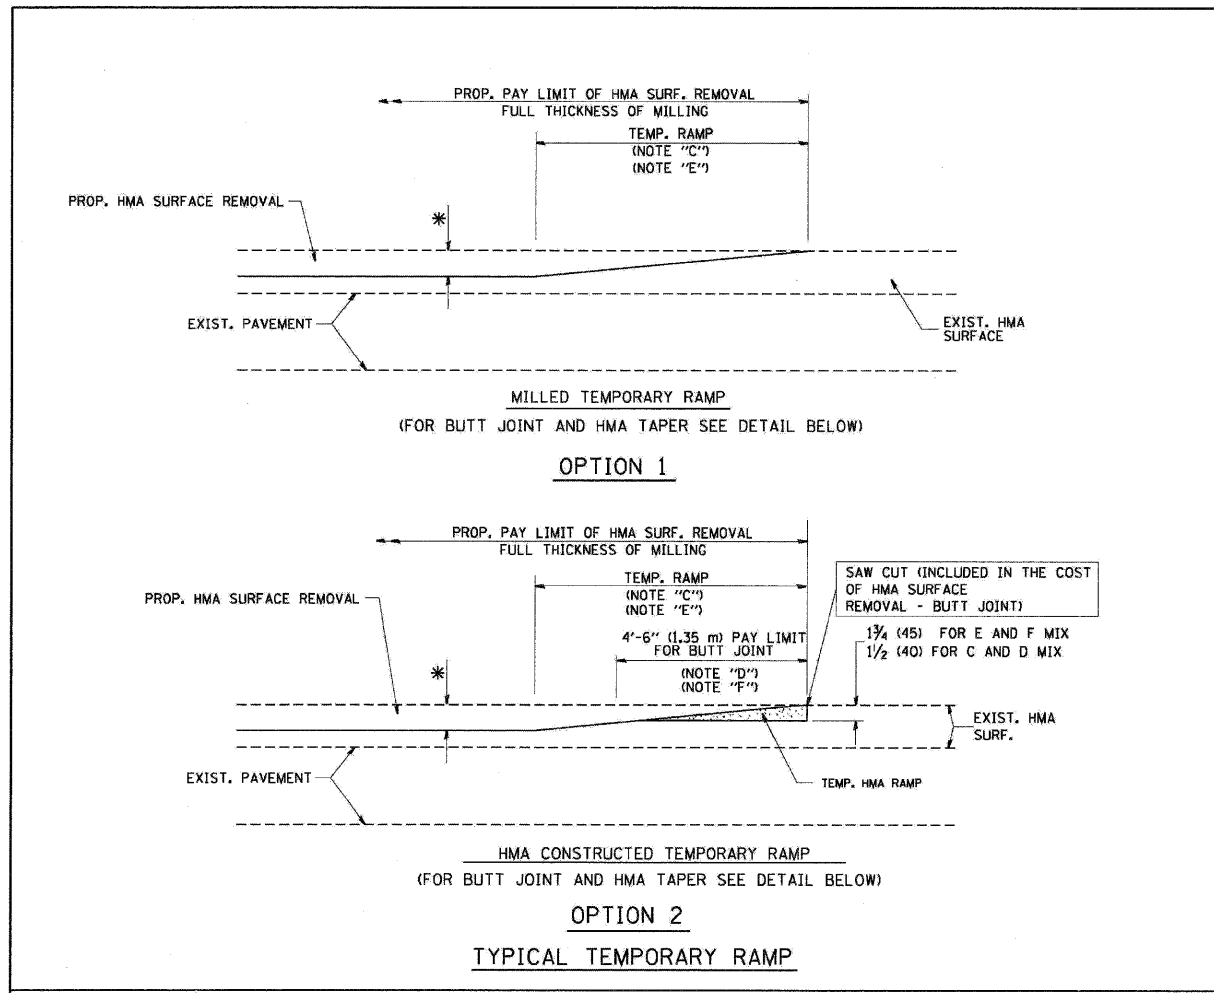 PROP. PAY LIMIT OF HMA SURF. REMOVAL
FULL THICKNESS OF MILLING
TEMP. RAMP
(NOTE "C")
(NOTE "E")
PROP. HMA SURFACE REMOVAL
*
EXIST. PAVEMENT
EXIST. HMA
SURFACE
MILLED TEMPORARY RAMP
(FOR BUTT JOINT AND HMA TAPER SEE DETAIL BELOW)
OPTION 1
PROP. PAY LIMIT OF HMA SURF. REMOVAL
FULL THICKNESS OF MILLING
SAW CUT (INCLUDED IN THE COST
OF HMA SURFACE
REMOVAL - BUTT JOINT)
TEMP. RAMP
(NOTE "C")
(NOTE "E")
PROP. HMA SURFACE REMOVAL
4'-6" (1.35 m) PAY LIMIT
FOR BUTT JOINT
(NOTE "D")
(NOTE "F")
1¾ (45) FOR E AND F MIX
1½ (40) FOR C AND D MIX
*
EXIST. HMA
SURF.
EXIST. PAVEMENT
TEMP. HMA RAMP
HMA CONSTRUCTED TEMPORARY RAMP
(FOR BUTT JOINT AND HMA TAPER SEE DETAIL BELOW)
OPTION 2
TYPICAL TEMPORARY RAMP